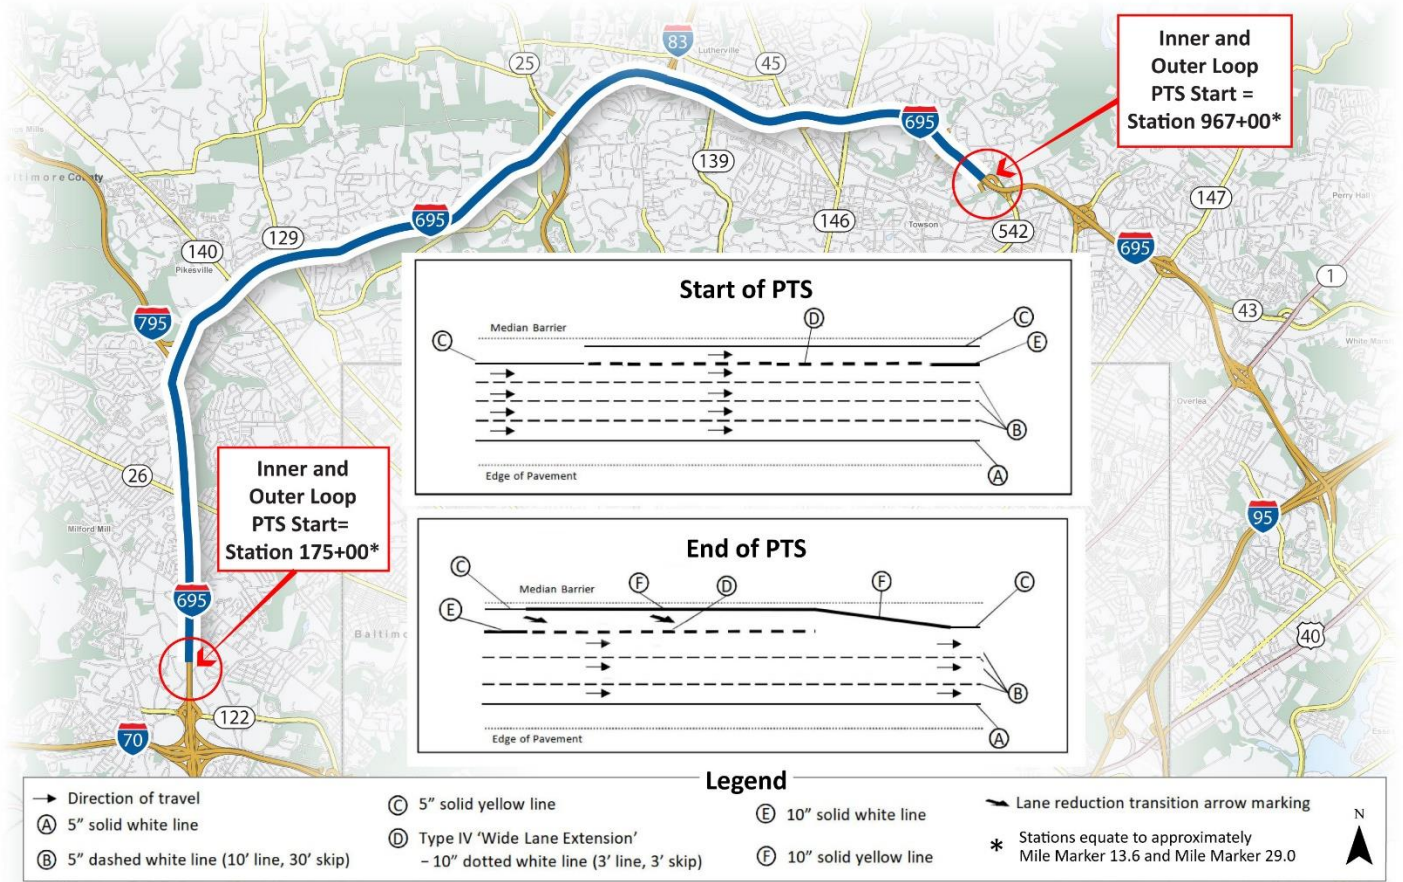 83
Lutherville
25
45
Inner and
Outer Loop
PTS Start =
Station 967+00*
695
139
Baltimore County
147
Perry Hall
695
146
Towson
542
129
140
Pikesville
695
1
795
43
White Marsh
Start of PTS
Median Barrier
D
C
C
E
B
Edge of Pavement
A
Overlea
26
Inner and
Outer Loop
PTS Start=
Station 175+00*
Milford Mill
95
End of PTS
C
Median Barrier
F
D
F
C
E
B
Edge of Pavement
A
695
40
122
70
Legend
Direction of travel
A 5” solid white line
B 5” dashed white line (10’ line, 30’ skip)
C 5” solid yellow line
D Type IV ‘Wide Lane Extension’
– 10” dotted white line (3’ line, 3’ skip)
E 10” solid white line
F 10” solid yellow line
Lane reduction transition arrow marking
* Stations equate to approximately
Mile Marker 13.6 and Mile Marker 29.0
N